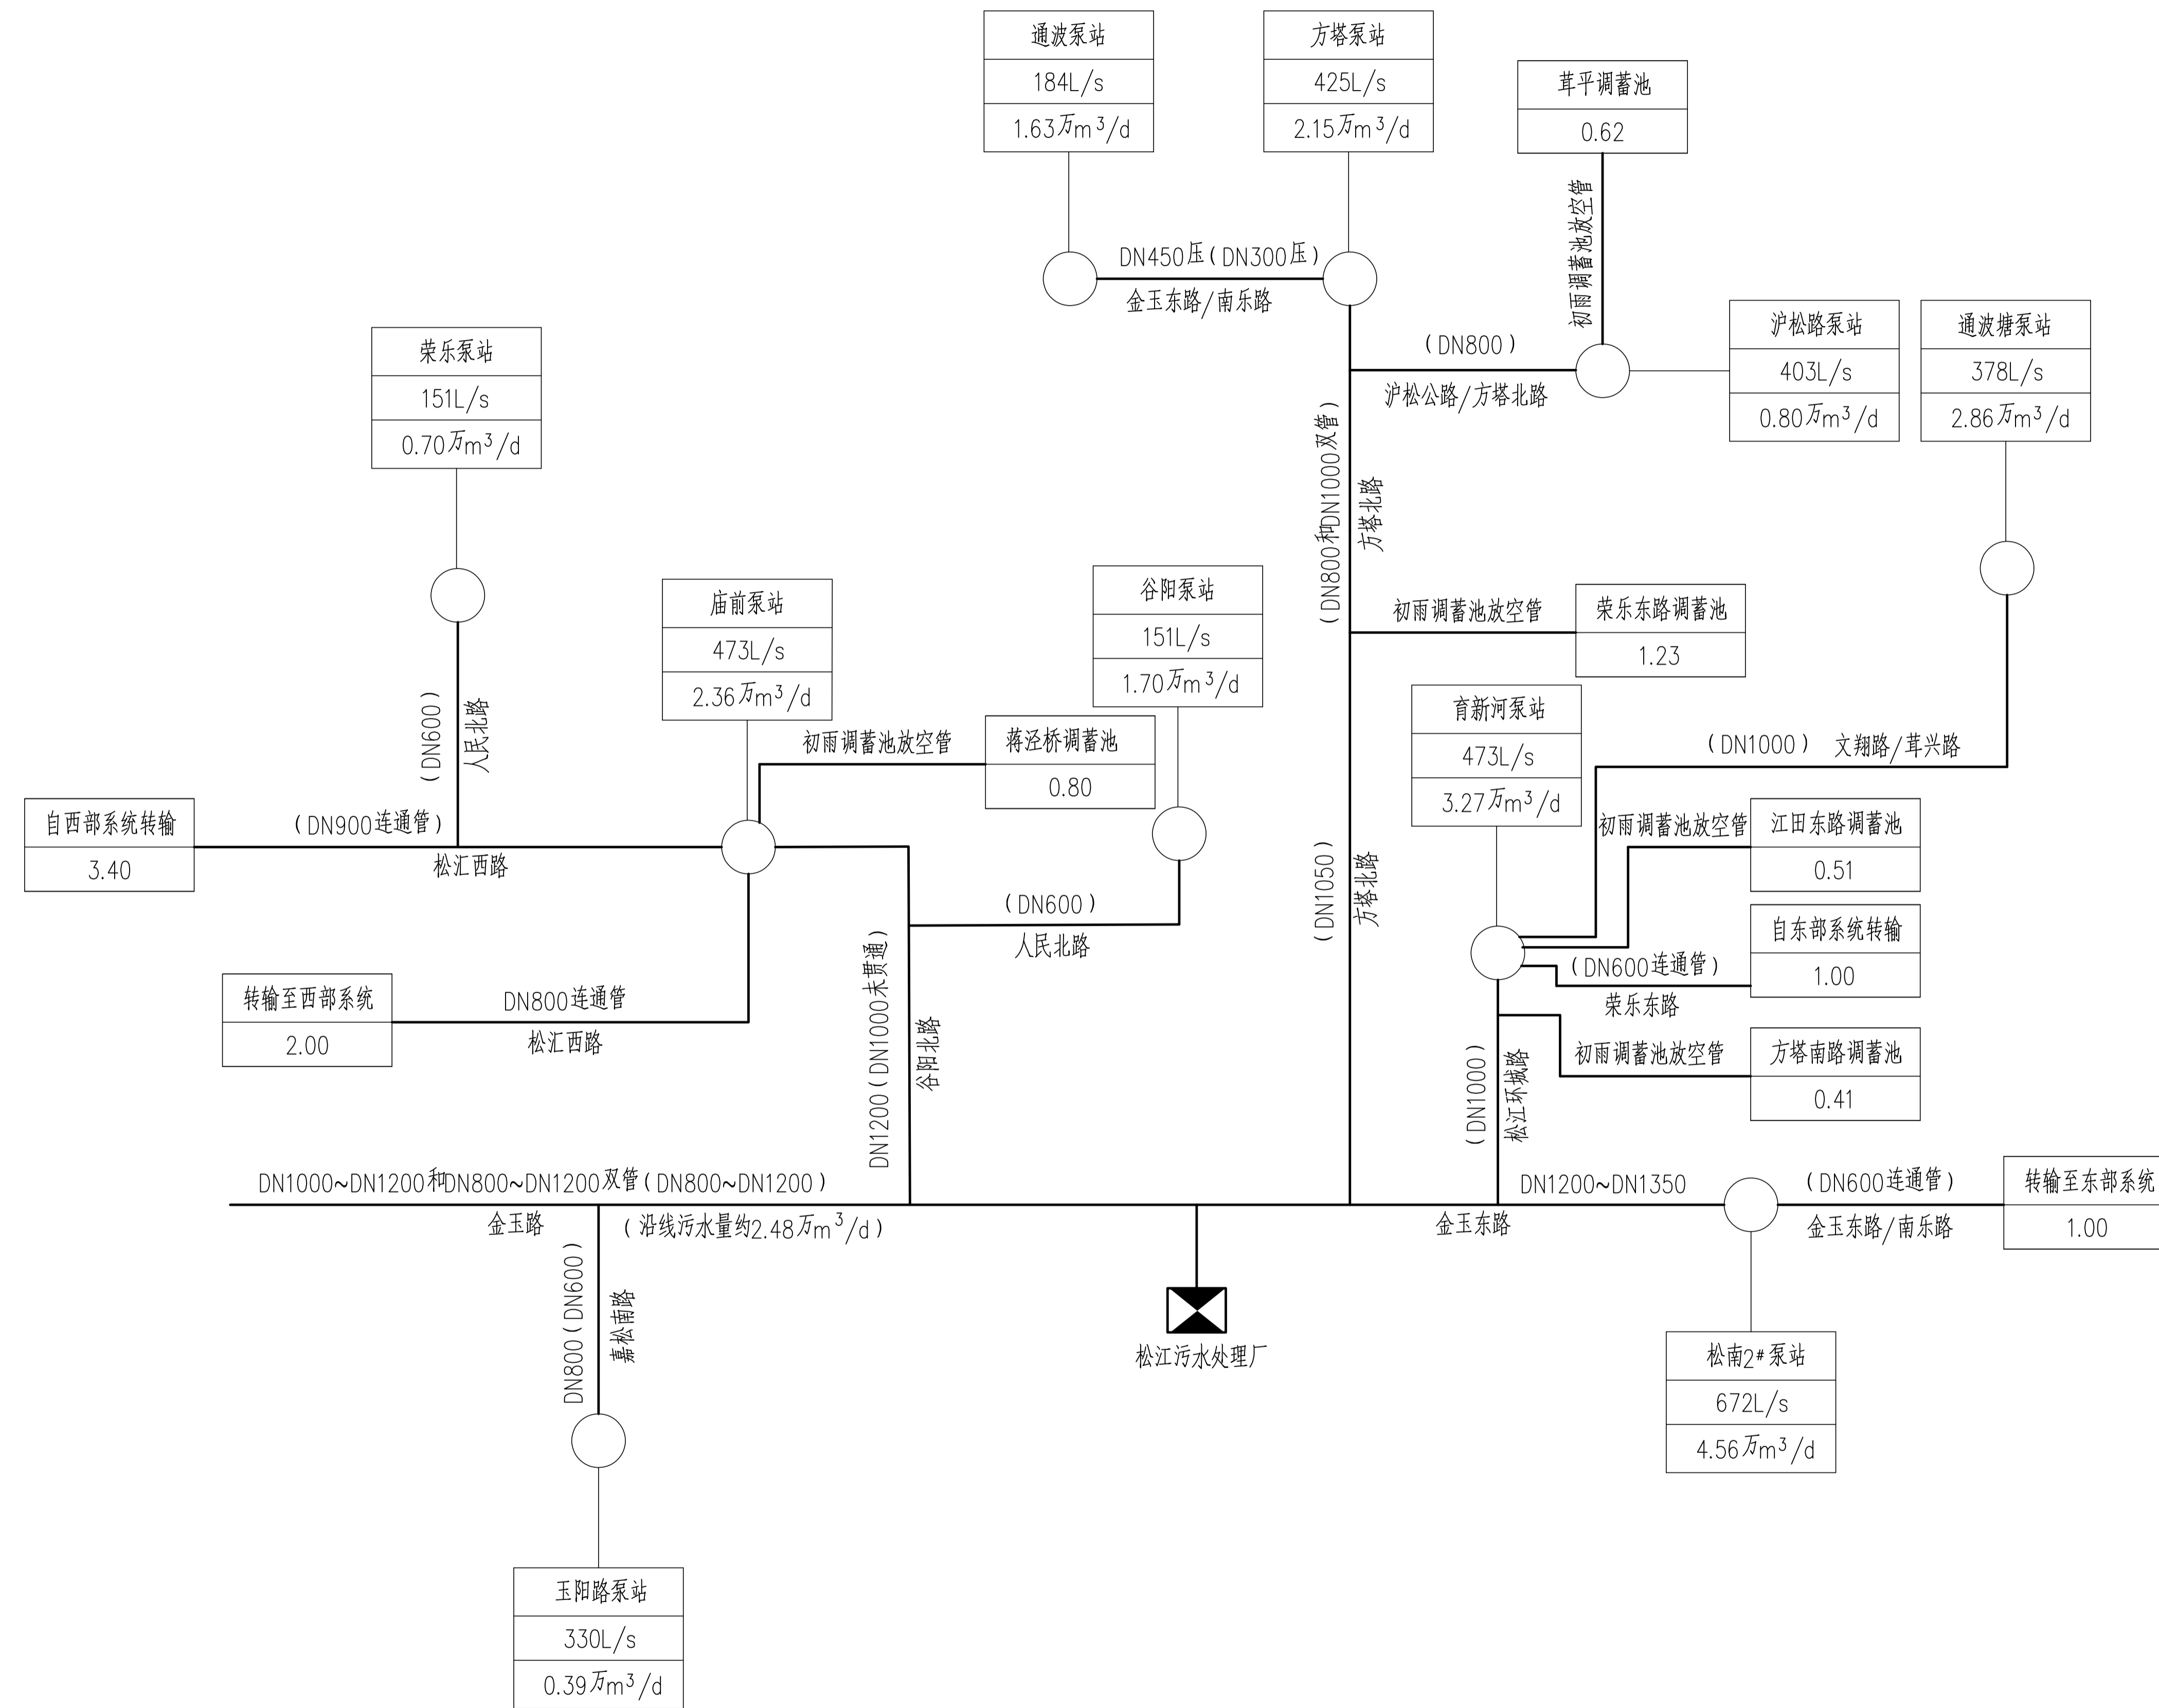 通波泵站
184L/s
1.63万m³/d
方塔泵站
425L/s
2.15万m³/d
茸平调蓄池
0.62
初雨调蓄池放空管
DN450压(DN300压)
金玉东路/南乐路
(DN800)
沪松公路/方塔北路
沪松路泵站
403L/s
0.80万m³/d
通波塘泵站
378L/s
2.86万m³/d
荣乐泵站
151L/s
0.70万m³/d
(DN800和DN1000双管)
方塔北路
庙前泵站
473L/s
2.36万m³/d
谷阳泵站
151L/s
1.70万m³/d
初雨调蓄池放空管
荣乐东路调蓄池
1.23
(DN600)
人民北路
初雨调蓄池放空管
蒋泾桥调蓄池
0.80
育新河泵站
473L/s
3.27万m³/d
(DN1000) 文翔路/茸兴路
自西部系统转输
3.40
(DN900连通管)
松汇西路
初雨调蓄池放空管
江田东路调蓄池
0.51
(DN1050)
方塔北路
(DN600)
人民北路
自东部系统转输
1.00
(DN600连通管)
荣乐东路
转输至西部系统
2.00
DN800连通管
松汇西路
DN1200(DN1000未贯通)
谷阳北路
初雨调蓄池放空管
方塔南路调蓄池
0.41
(DN1000)
松江环城路
DN1000~DN1200和DN800~DN1200双管(DN800~DN1200)
金玉路
(沿线污水量约2.48万m³/d)
DN1200~DN1350
金玉东路
(DN600连通管)
金玉东路/南乐路
转输至东部系统
1.00
DN800(DN600)
嘉松南路
松江污水处理厂
松南2#泵站
672L/s
4.56万m³/d
玉阳路泵站
330L/s
0.39万m³/d